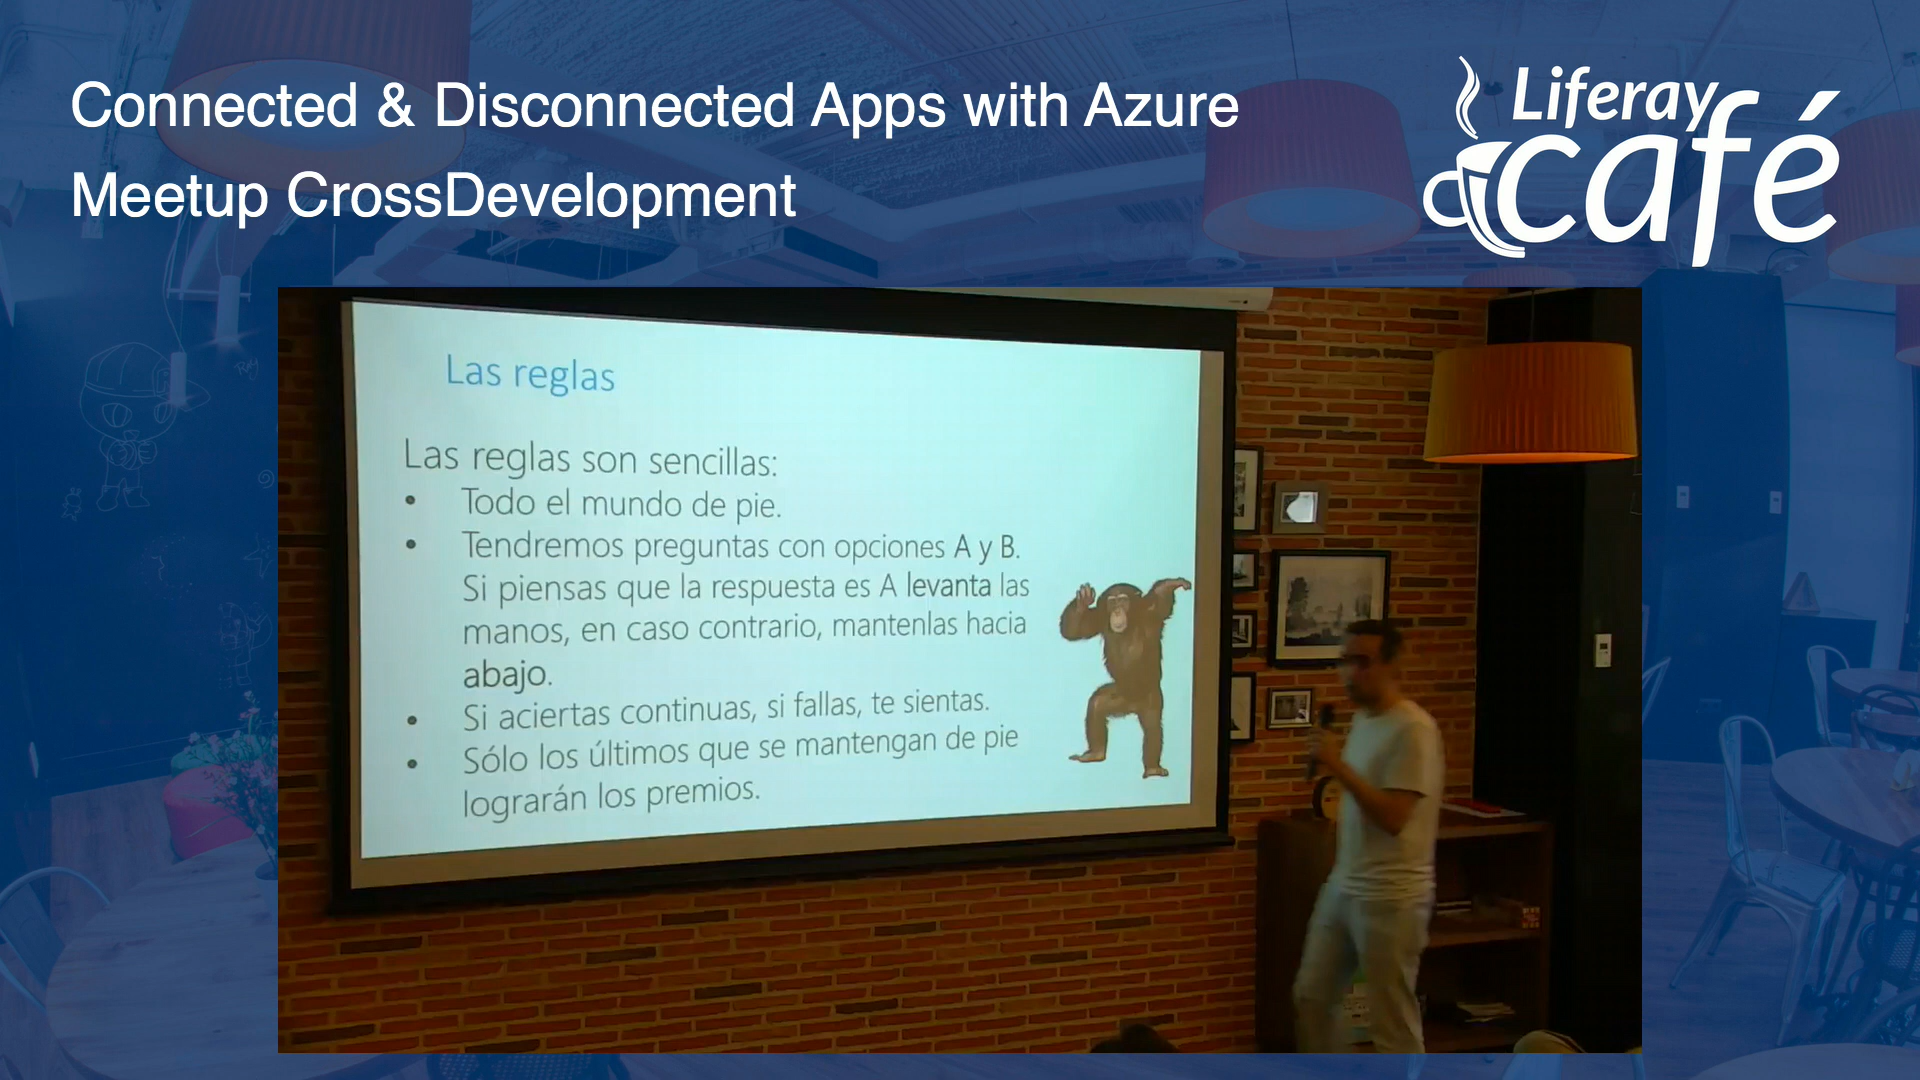 Connected & Disconnected Apps with Azure
Meetup CrossDevelopment
Liferay
café
Las reglas
Las reglas son sencillas:
• Todo el mundo de pie.
• Tendremos preguntas con opciones A y B.
Si piensas que la respuesta es A levanta las
manos, en caso contrario, mantenlas hacia
abajo.
• Si aciertas continuas, si fallas, te sientas.
• Sólo los últimos que se mantengan de pie
lograrán los premios.